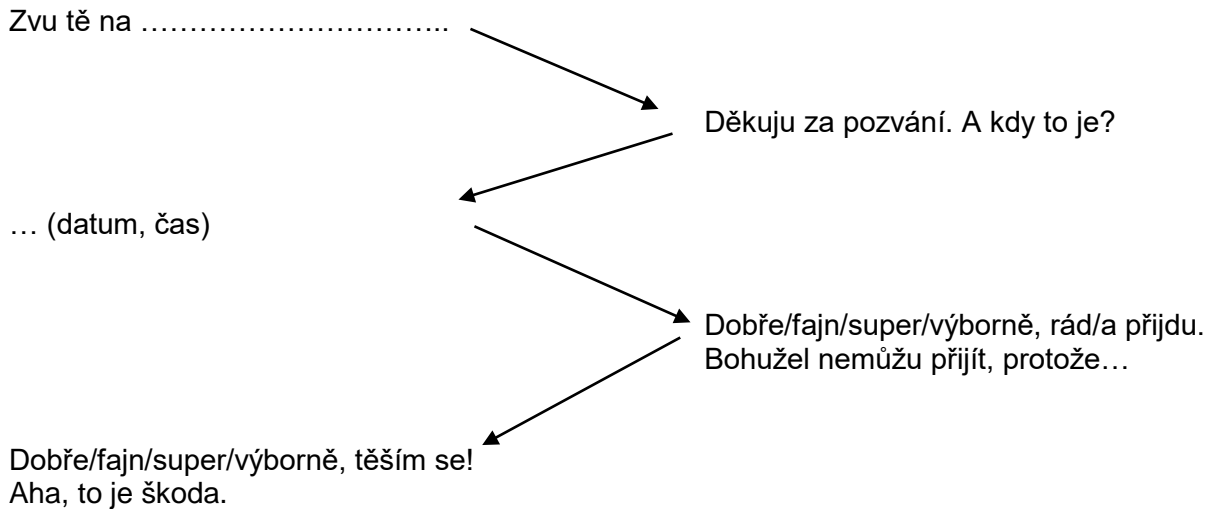 Zvu tě na …………………………..
Děkuju za pozvání. A kdy to je?
… (datum, čas)
Dobře/fajn/super/výborně, rád/a přijdu.
Bohužel nemůžu přijít, protože…
Dobře/fajn/super/výborně, těším se!
Aha, to je škoda.